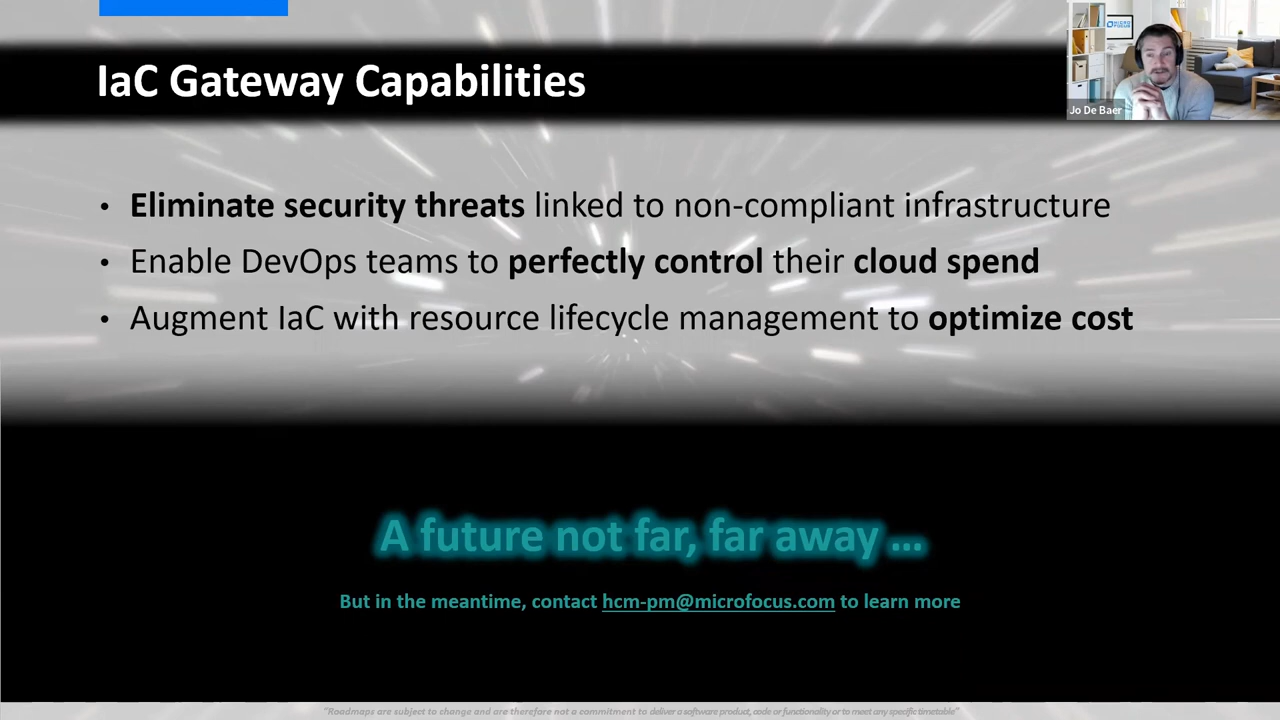 IaC Gateway Capabilities
Jo De Baer
• Eliminate security threats linked to non-compliant infrastructure
• Enable DevOps teams to perfectly control their cloud spend
• Augment IaC with resource lifecycle management to optimize cost
A future not far, far away ...
But in the meantime, contact hcm-pm@microfocus.com to learn more
"Roadmaps are subject to change and are therefore not a commitment to deliver a software product, code or functionality or to meet any specific timetable"